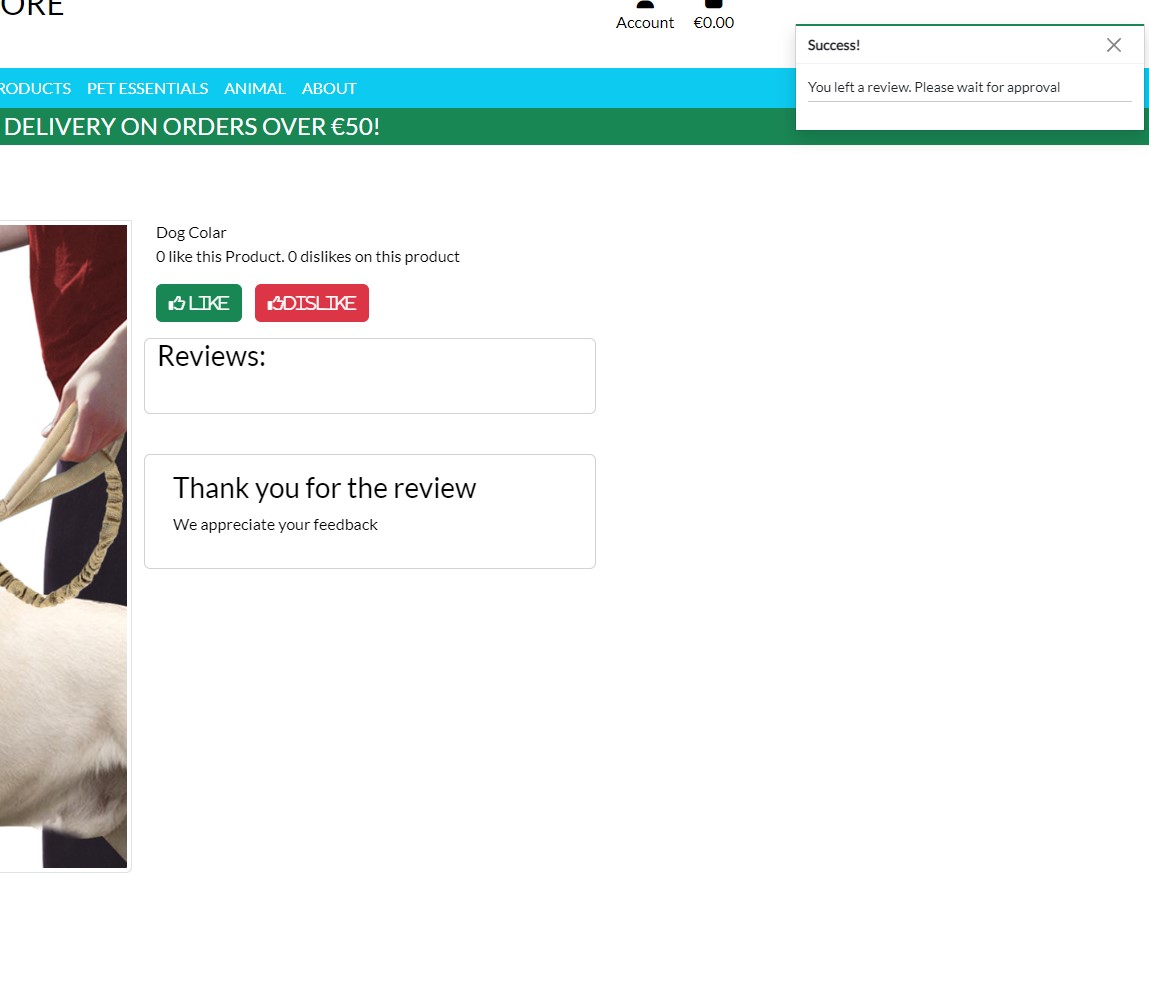 ORE
Account €0.00
Success!
You left a review. Please wait for approval
RODUCTS PET ESSENTIALS ANIMAL ABOUT
DELIVERY ON ORDERS OVER €50!
Dog Colar
0 like this Product. 0 dislikes on this product
LIKE DISLIKE
Reviews:
Thank you for the review
We appreciate your feedback